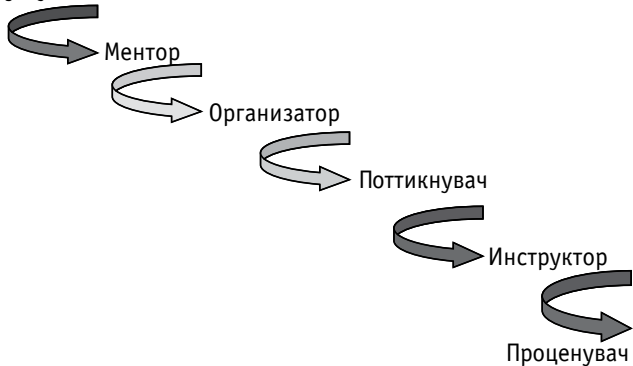 Ментор
Организатор
Поттикнувач
Инструктор
Проценувач